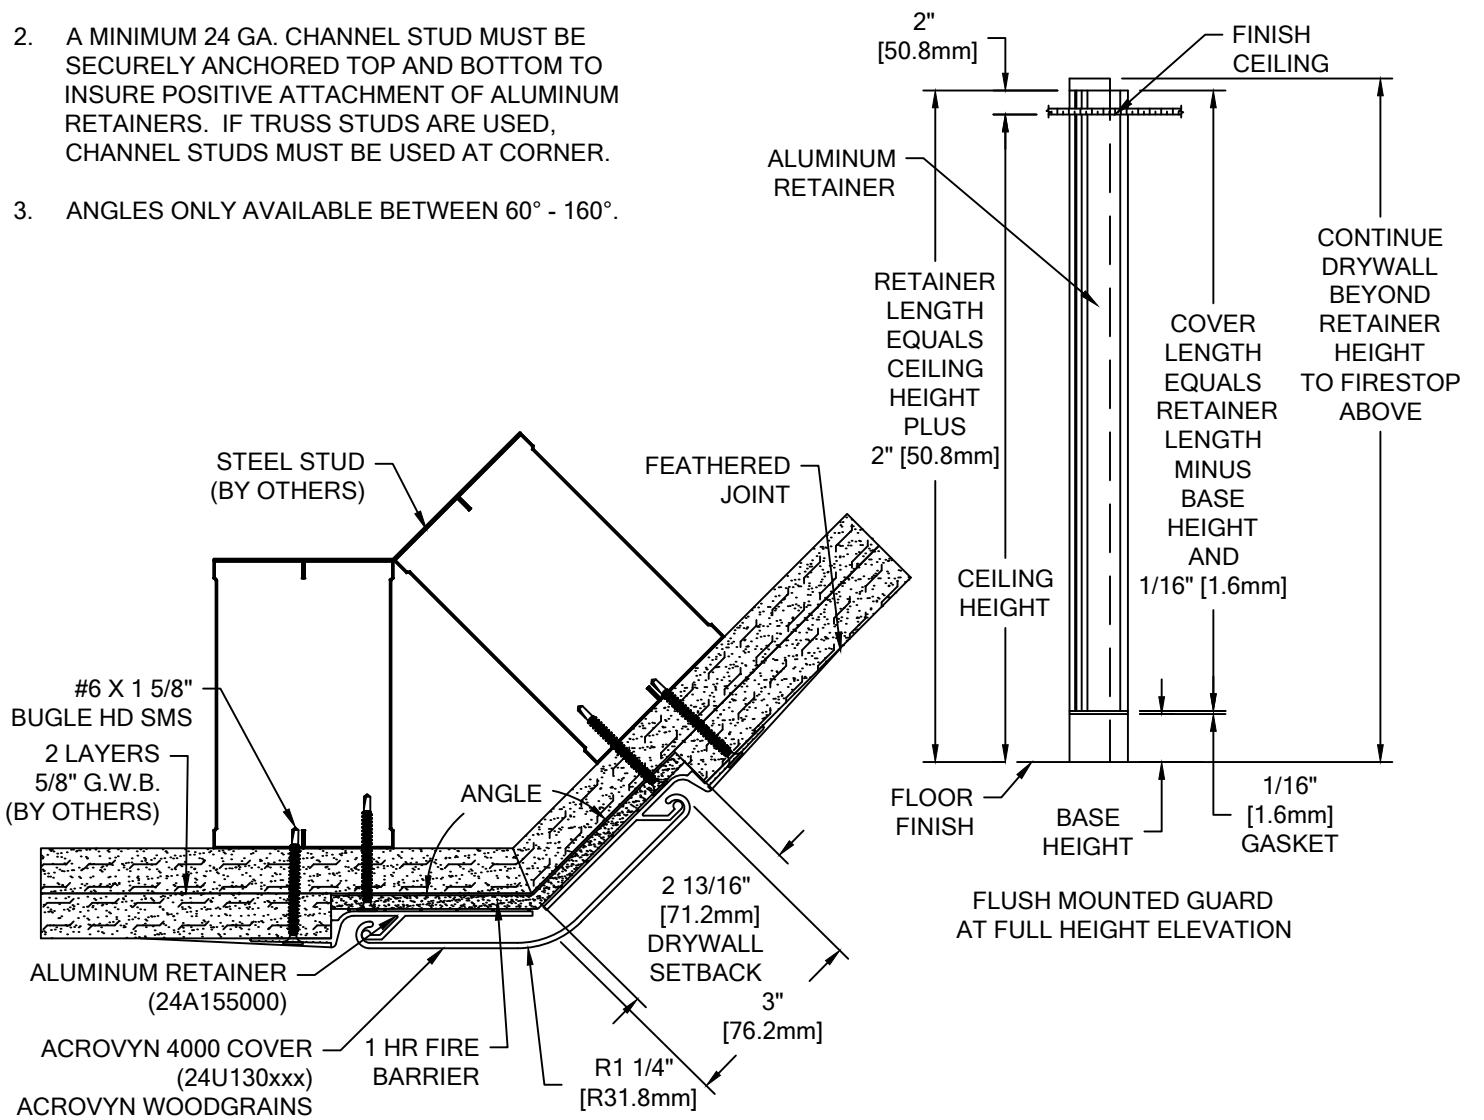 2. A MINIMUM 24 GA. CHANNEL STUD MUST BE
SECURELY ANCHORED TOP AND BOTTOM TO
INSURE POSITIVE ATTACHMENT OF ALUMINUM
RETAINERS. IF TRUSS STUDS ARE USED,
CHANNEL STUDS MUST BE USED AT CORNER.
3. ANGLES ONLY AVAILABLE BETWEEN 60° - 160°.
2"
[50.8mm]
FINISH
CEILING
ALUMINUM
RETAINER
RETAINER
LENGTH
EQUALS
CEILING
HEIGHT
PLUS
2" [50.8mm]
CEILING
HEIGHT
COVER
LENGTH
EQUALS
RETAINER
LENGTH
MINUS
BASE
HEIGHT
AND
1/16" [1.6mm]
CONTINUE
DRYWALL
BEYOND
RETAINER
HEIGHT
TO FIRESTOP
ABOVE
FLOOR
FINISH
BASE
HEIGHT
1/16"
[1.6mm]
GASKET
FLUSH MOUNTED GUARD
AT FULL HEIGHT ELEVATION
STEEL STUD
(BY OTHERS)
FEATHERED
JOINT
#6 X 1 5/8"
BUGLE HD SMS
2 LAYERS
5/8" G.W.B.
(BY OTHERS)
ANGLE
2 13/16"
[71.2mm]
DRYWALL
SETBACK
3"
[76.2mm]
R1 1/4"
[R31.8mm]
ALUMINUM RETAINER
(24A155000)
ACROVYN 4000 COVER
(24U130xxx)
ACROVYN WOODGRAINS
1 HR FIRE
BARRIER